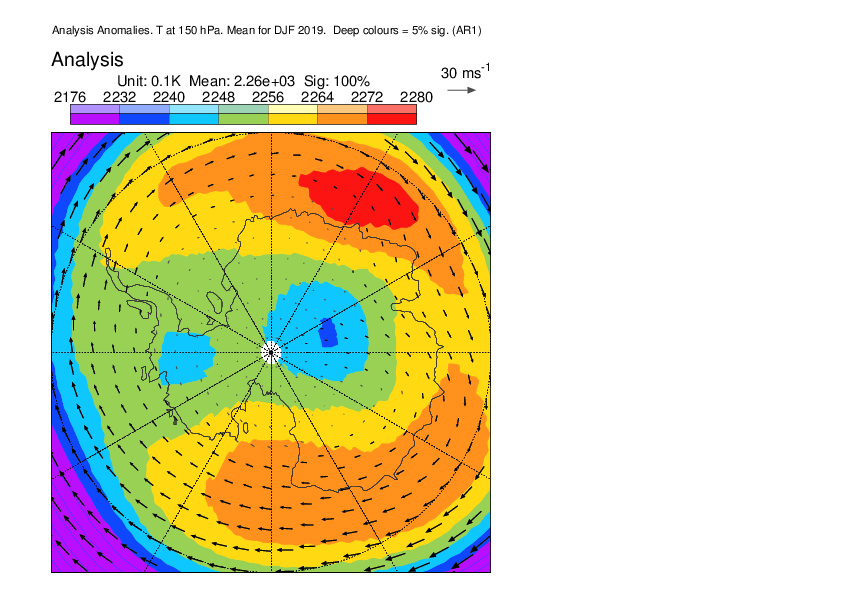 Analysis Anomalies. T at 150 hPa. Mean for DJF 2019.  Deep colours = 5% sig. (AR1)
Analysis
30 ms-1
Unit: 0.1K  Mean: 2.26e+03  Sig: 100%
2176 2232 2240 2248 2256 2264 2272 2280